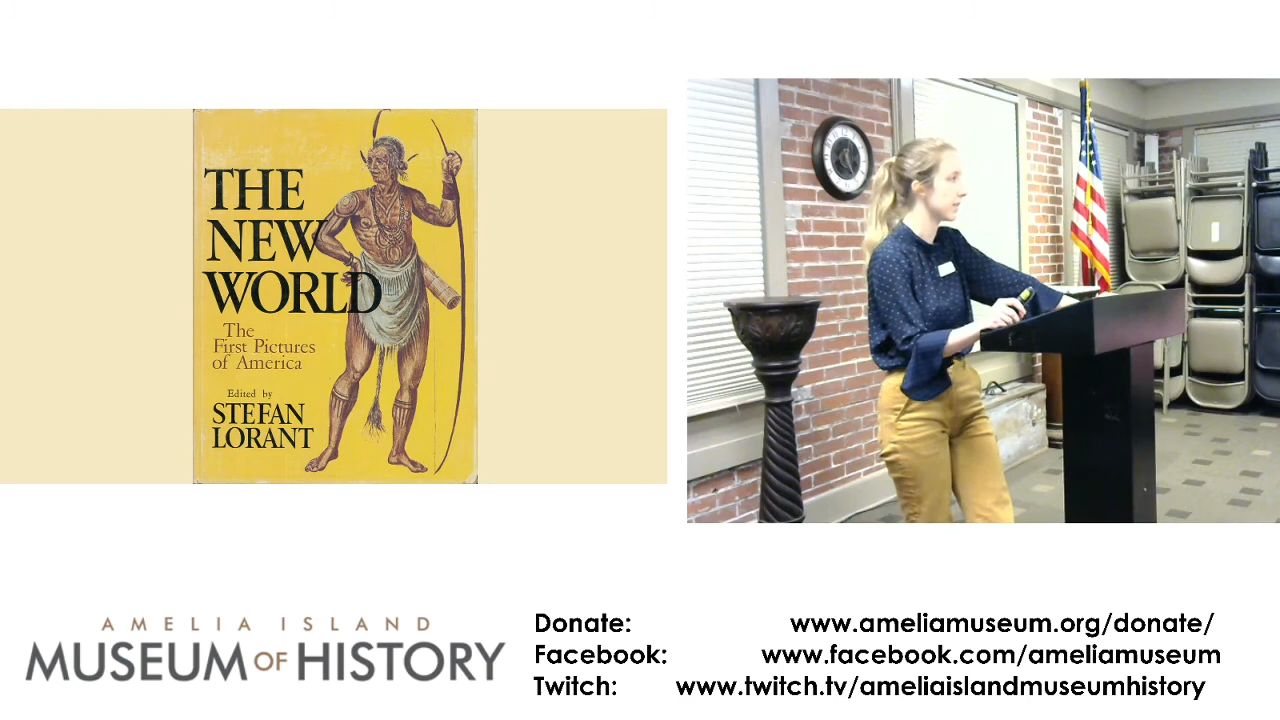 THE
NEW
WORLD
The
First Pictures
of America
Edited by
STEFAN
LORANT
AMELIA ISLAND
MUSEUM OF HISTORY
Donate: www.ameliamuseum.org/donate/
Facebook: www.facebook.com/ameliamuseum
Twitch: www.twitch.tv/ameliaislandmuseumhistory